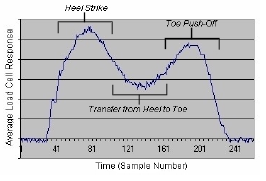 Heel Strike
Toe Push-Off
Transfer from Heel to Toe
Average Load Cell Response
1 41 81 121 161 201 241
Time (Sample Number)